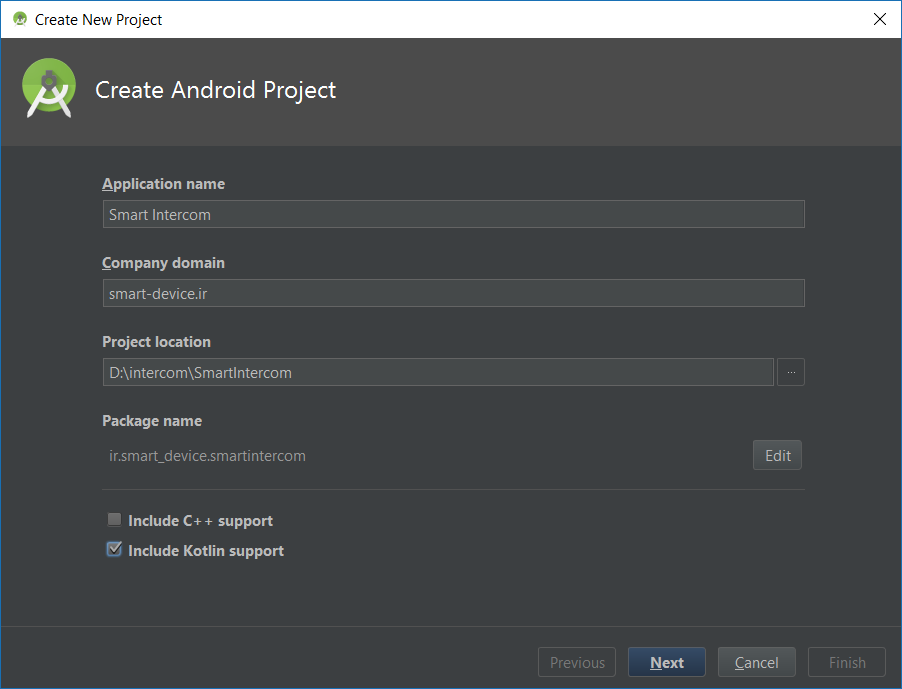 Create New Project
Create Android Project
Application name
Smart Intercom
Company domain
smart-device.ir
Project location
D:\intercom\SmartIntercom
...
Package name
ir.smart_device.smartintercom
Edit
Include C++ support
Include Kotlin support
Previous Next Cancel Finish